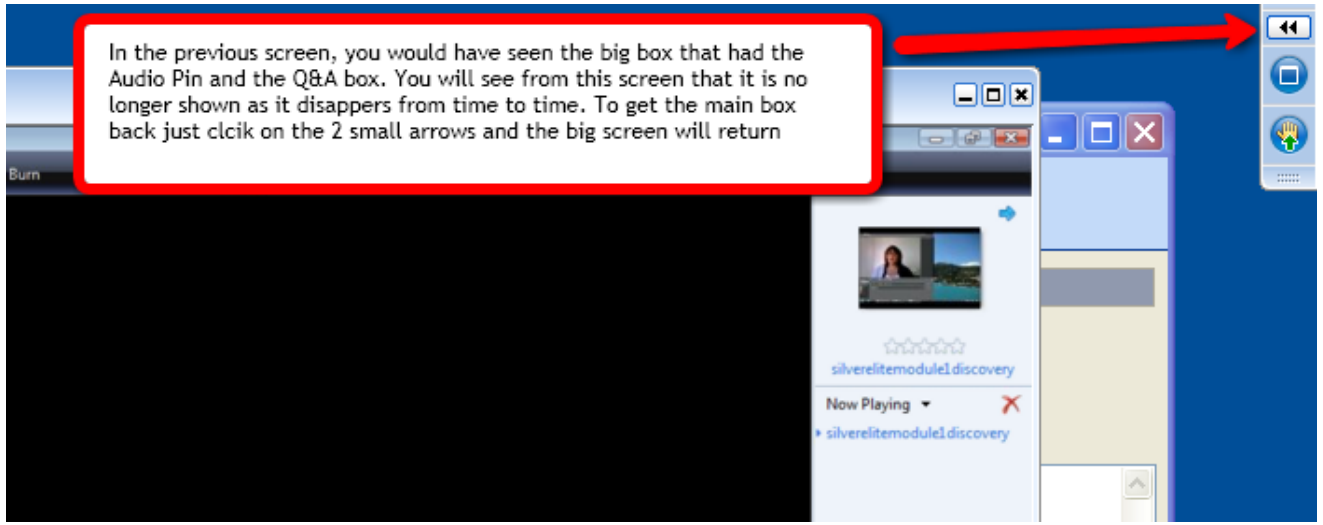 In the previous screen, you would have seen the big box that had the
Audio Pin and the Q&A box. You will see from this screen that it is no
longer shown as it disappers from time to time. To get the main box
back just clcik on the 2 small arrows and the big screen will return
Burn
silverelitemodule1discovery
Now Playing
silverelitemodule1discovery